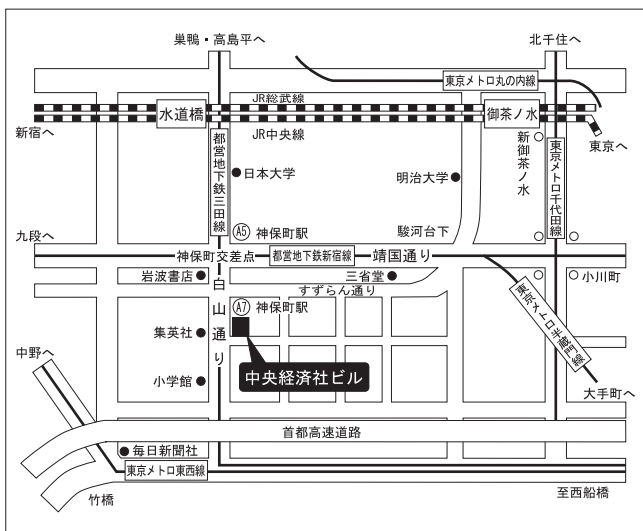 巣鴨・高島平へ
北千住へ
東京メトロ丸の内線
JR総武線
水道橋
御茶ノ水
新宿へ
JR中央線
東京へ
都営地下鉄三田線
日本大学
明治大学
新御茶ノ水
東京メトロ千代田線
A5 神保町駅
駿河台下
九段へ
神保町交差点
都営地下鉄新宿線
靖国通り
岩波書店
三省堂
小川町
すずらん通り
白山通り
A7 神保町駅
集英社
東京メトロ半蔵門線
中野へ
中央経済社ビル
小学館
大手町へ
首都高速道路
毎日新聞社
東京メトロ東西線
竹橋
至西船橋